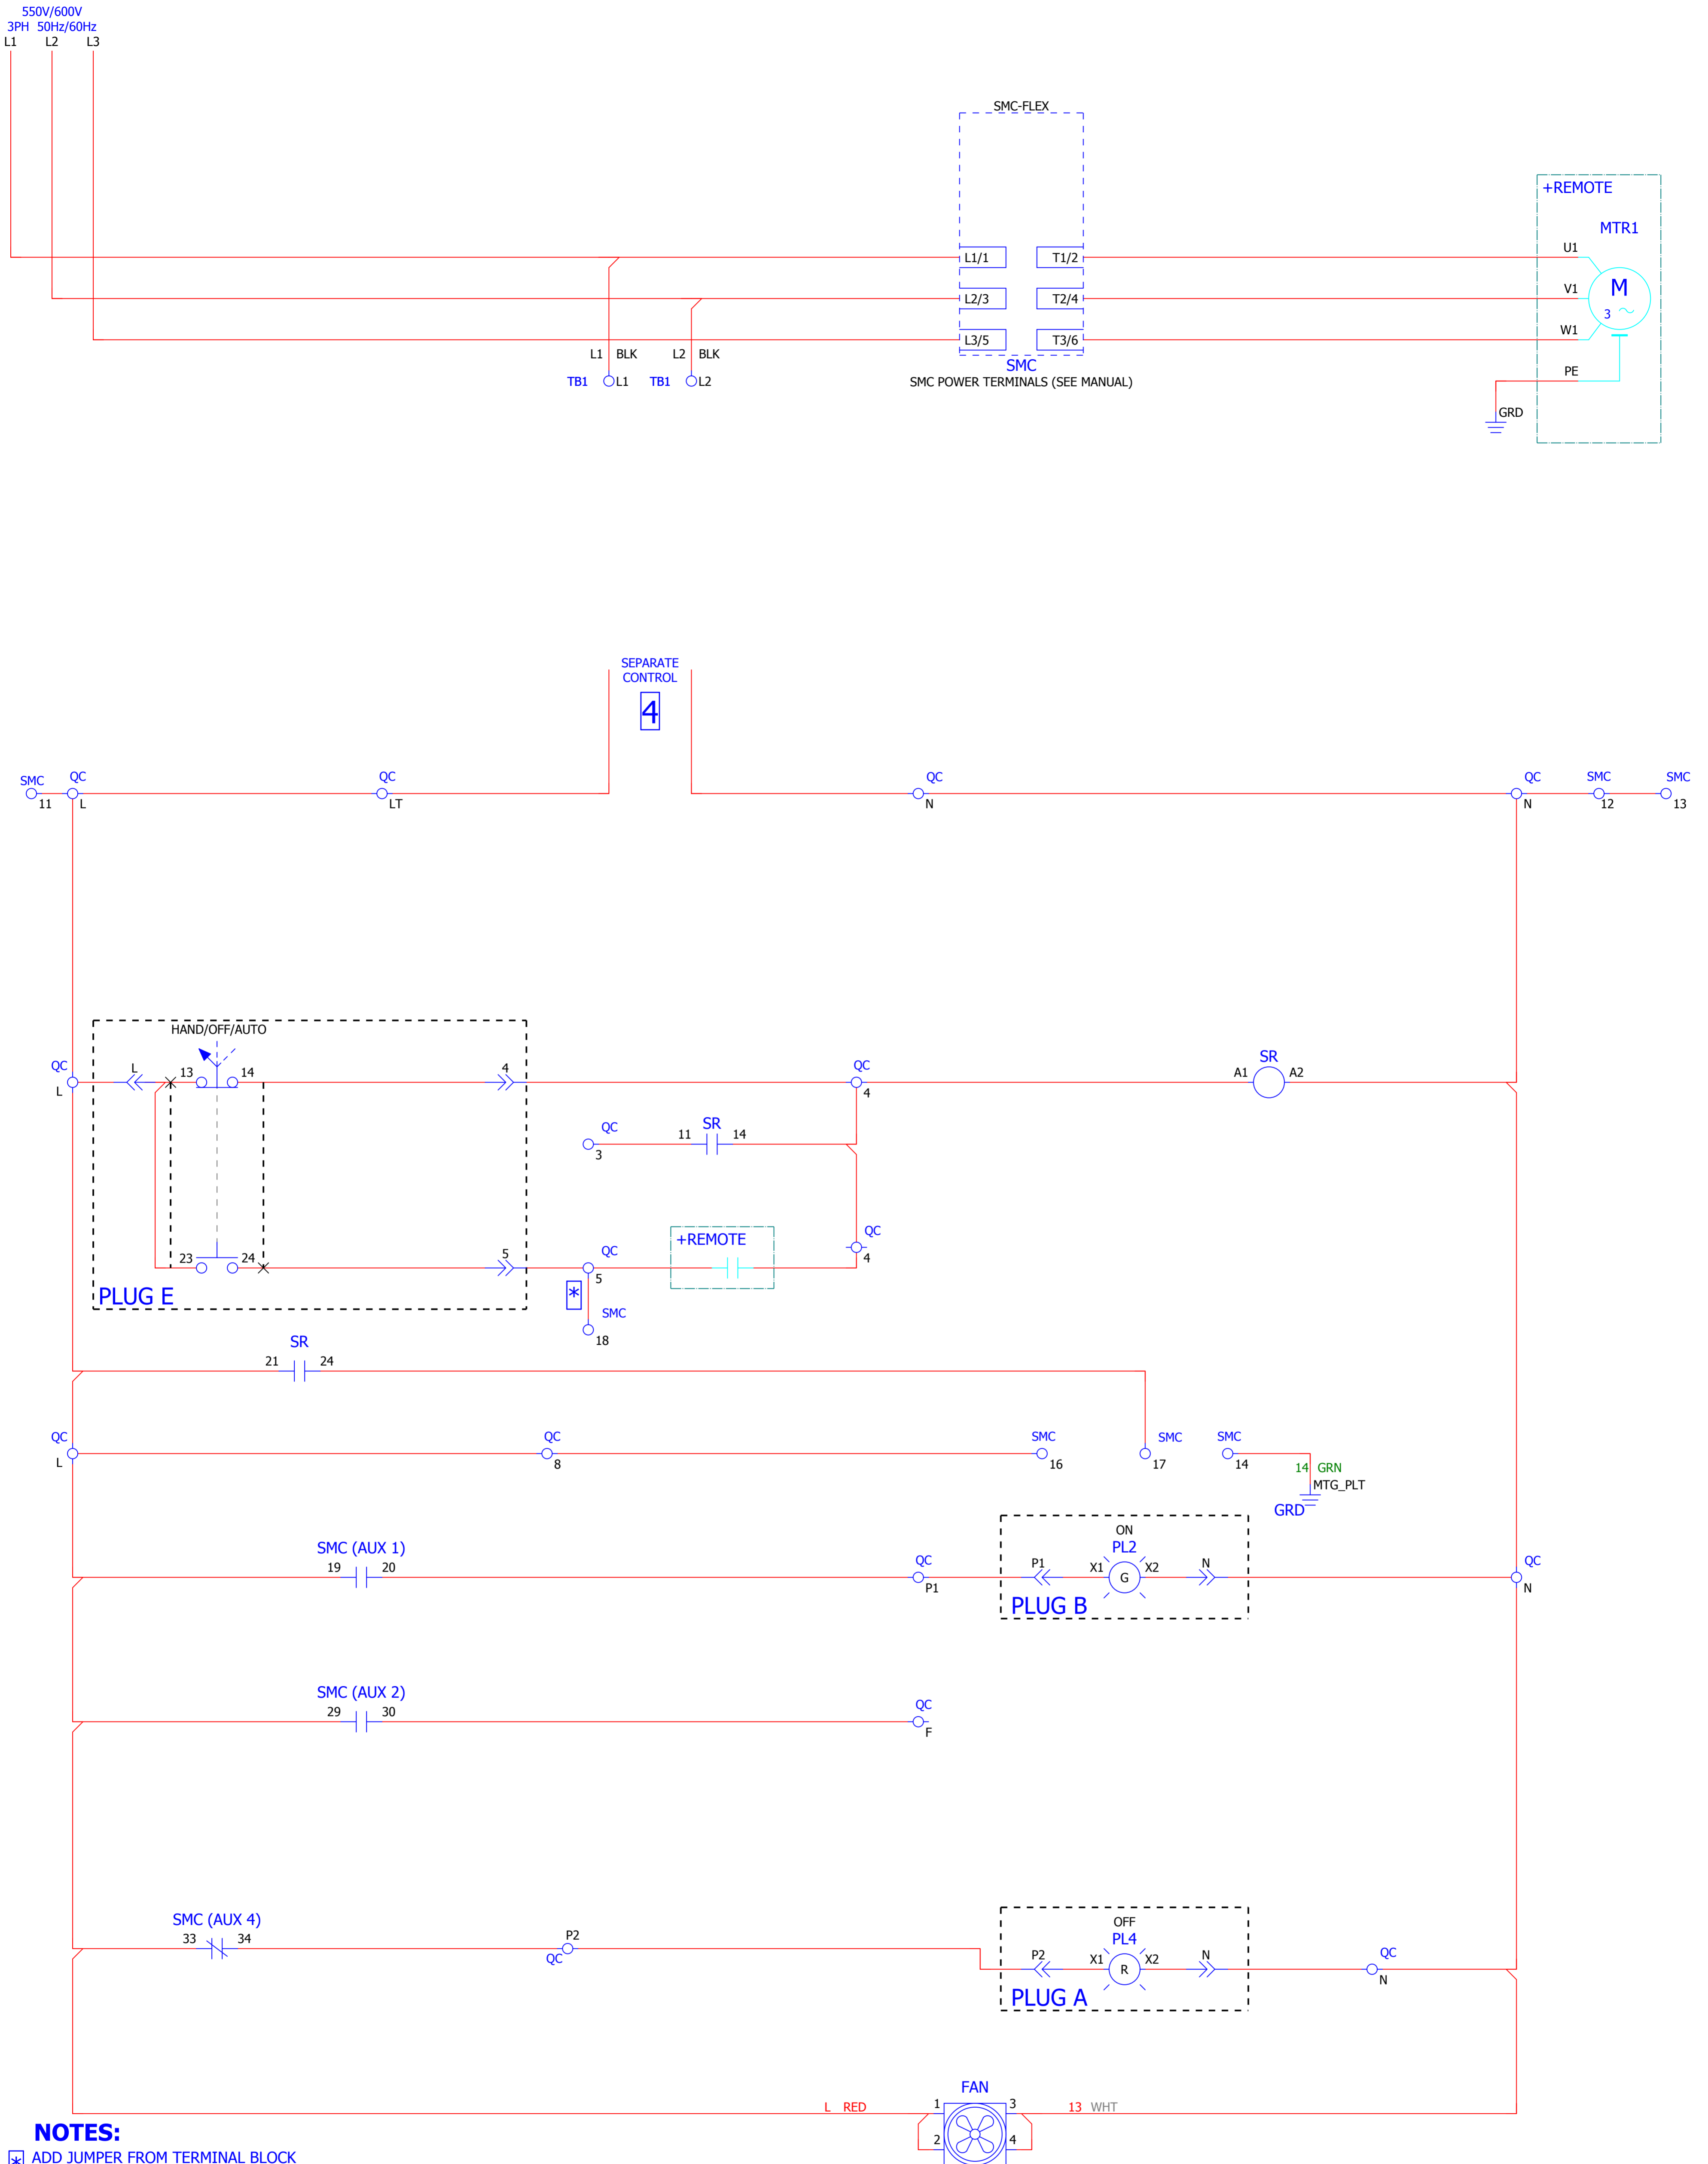 550V/600V
3PH 50Hz/60Hz
L1 L2 L3
SMC-FLEX
+REMOTE
MTR1
L1/1 T1/2 U1
L2/3 T2/4 V1 M
3
L3/5 T3/6 W1
L1 BLK L2 BLK
SMC
TB1 L1 TB1 L2
SMC POWER TERMINALS (SEE MANUAL)
PE
GRD
SEPARATE
CONTROL
4
SMC QC QC QC QC SMC SMC
11 L LT N N 12 13
HAND/OFF/AUTO
QC L 13 14 4 QC SR
A1 A2
L 4
QC 11 SR 14
3
QC
+REMOTE
23 24 5 QC 4
5
PLUG E
*
SMC
18
SR
21 24
QC QC SMC SMC SMC
L 8 16 17 14
14 GRN
MTG_PLT
GRD
ON
PL2
SMC (AUX 1)
19 20 QC P1 X1 G X2 N QC
P1 N
PLUG B
SMC (AUX 2)
29 30 QC
F
SMC (AUX 4)
33 34 P2
QC
OFF
PL4
P2 X1 R X2 N QC
N
PLUG A
FAN
L RED 1 3 13 WHT
2 4
NOTES:
* ADD JUMPER FROM TERMINAL BLOCK